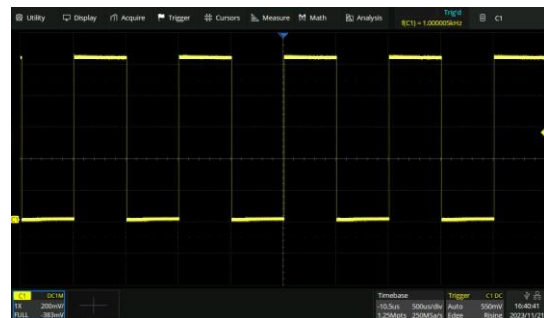 Utility Display Acquire Trigger Cursors Measure Math Analysis Trig'd f(C1) = 1.000005kHz C1
C1
C1 DC1M Timebase Trigger C1 DC
1X 200mV/ -10.5us 500us/div Auto 550mV 16:40:41
FULL -383mV 1.25Mpts 250MSa/s Edge Rising 2023/11/21